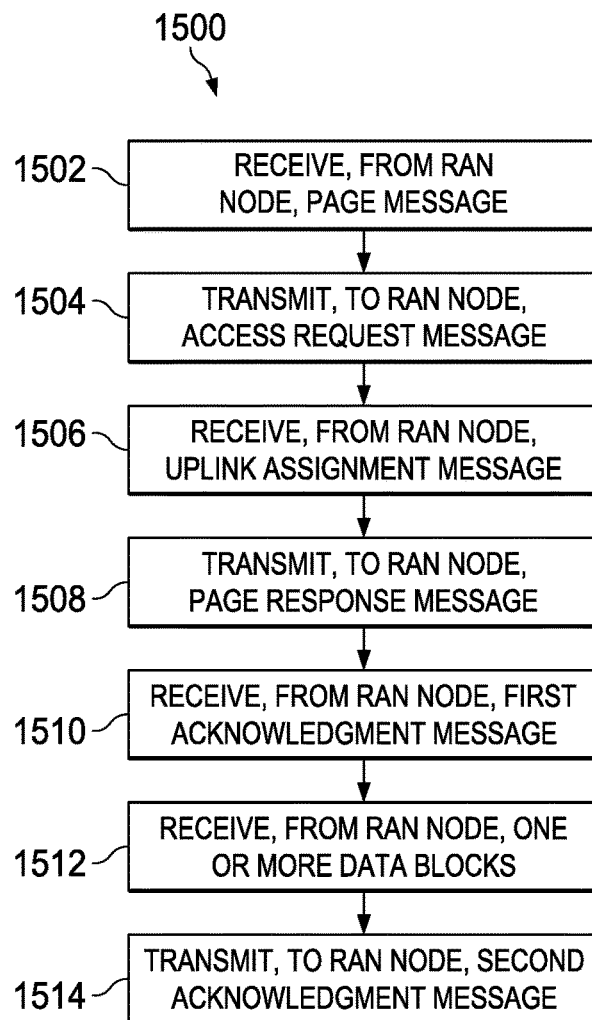 1500
1502
RECEIVE, FROM RAN
NODE, PAGE MESSAGE
1504
TRANSMIT, TO RAN NODE,
ACCESS REQUEST MESSAGE
1506
RECEIVE, FROM RAN NODE,
UPLINK ASSIGNMENT MESSAGE
1508
TRANSMIT, TO RAN NODE,
PAGE RESPONSE MESSAGE
1510
RECEIVE, FROM RAN NODE, FIRST
ACKNOWLEDGMENT MESSAGE
1512
RECEIVE, FROM RAN NODE, ONE
OR MORE DATA BLOCKS
1514
TRANSMIT, TO RAN NODE, SECOND
ACKNOWLEDGMENT MESSAGE